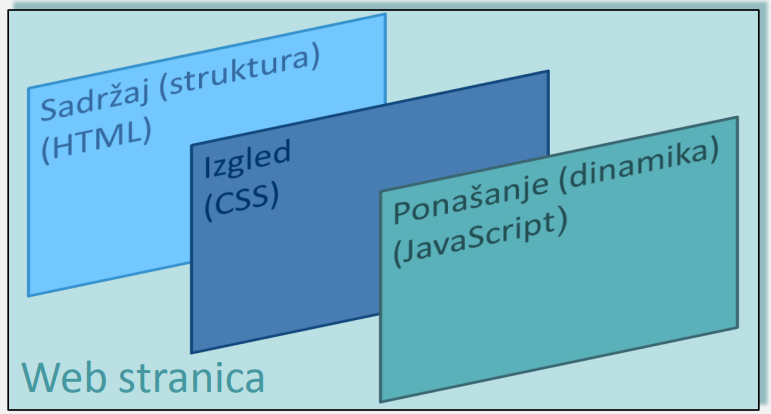 Sadržaj (struktura)
(HTML)
Izgled
(CSS)
Ponašanje (dinamika)
(JavaScript)
Web stranica